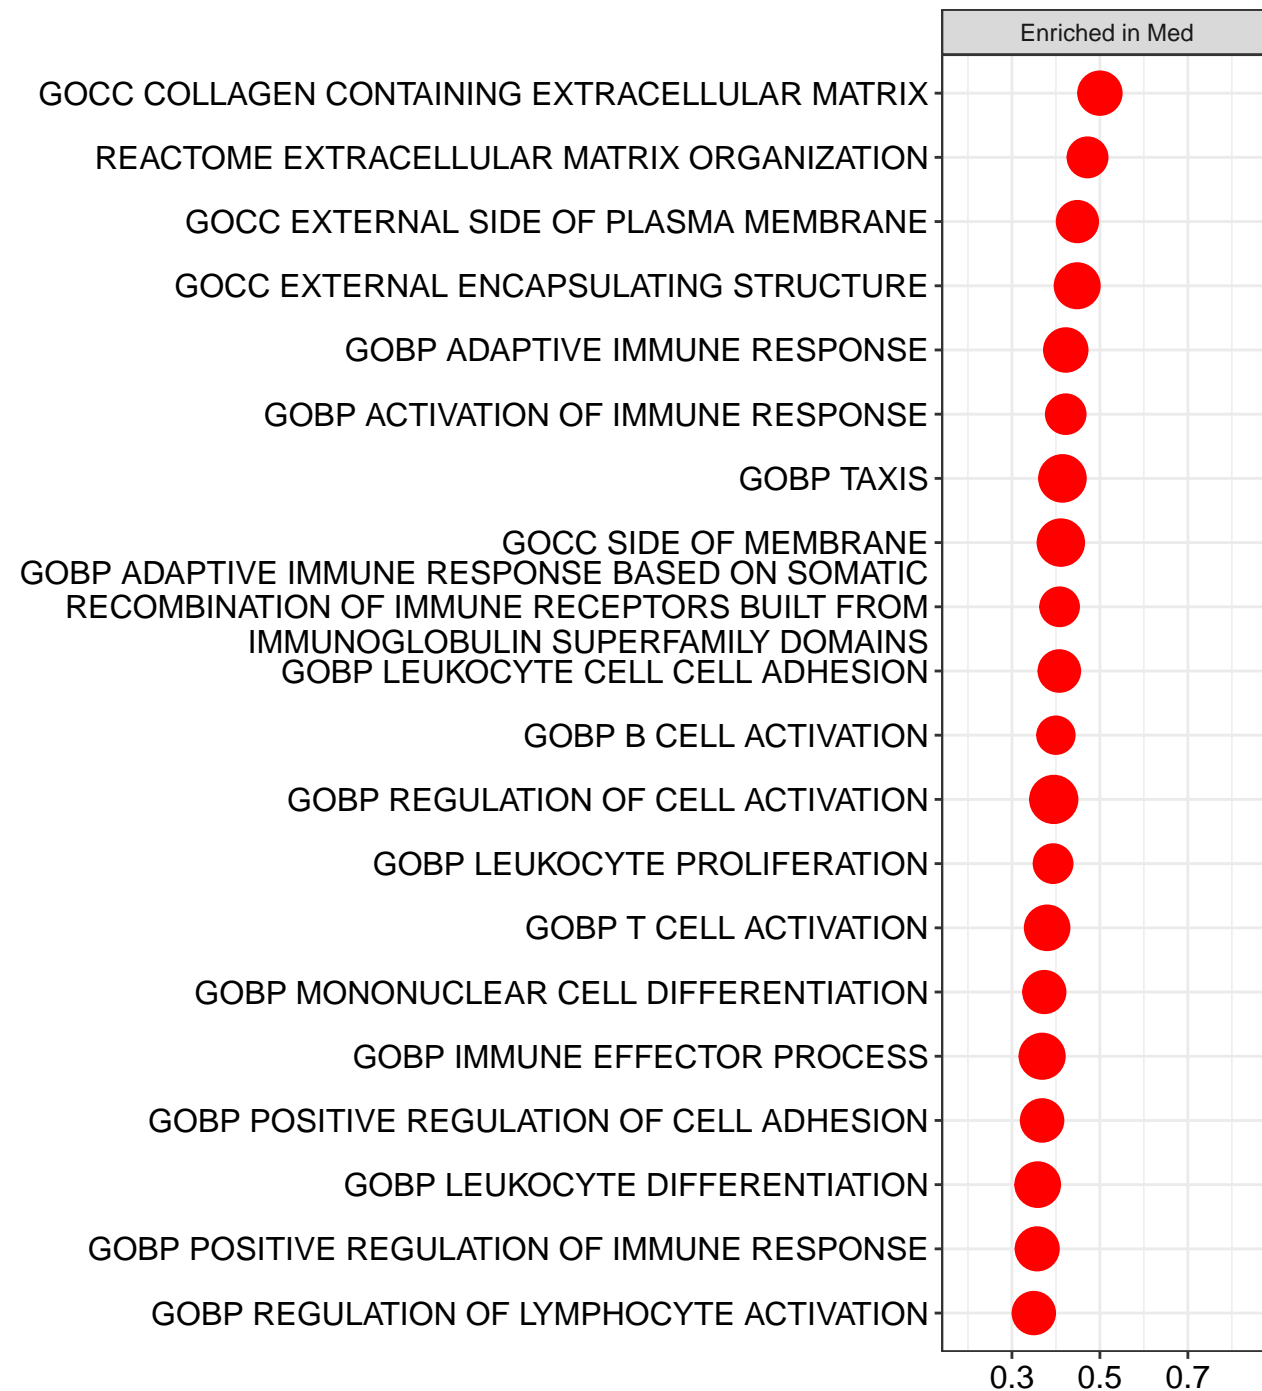 Enriched in Med
GOCC COLLAGEN CONTAINING EXTRACELLULAR MATRIX
REACTOME EXTRACELLULAR MATRIX ORGANIZATION
GOCC EXTERNAL SIDE OF PLASMA MEMBRANE
GOCC EXTERNAL ENCAPSULATING STRUCTURE
GOBP ADAPTIVE IMMUNE RESPONSE
GOBP ACTIVATION OF IMMUNE RESPONSE
GOBP TAXIS
GOCC SIDE OF MEMBRANE
GOBP ADAPTIVE IMMUNE RESPONSE BASED ON SOMATIC
RECOMBINATION OF IMMUNE RECEPTORS BUILT FROM
IMMUNOGLOBULIN SUPERFAMILY DOMAINS
GOBP LEUKOCYTE CELL CELL ADHESION
GOBP B CELL ACTIVATION
GOBP REGULATION OF CELL ACTIVATION
GOBP LEUKOCYTE PROLIFERATION
GOBP T CELL ACTIVATION
GOBP MONONUCLEAR CELL DIFFERENTIATION
GOBP IMMUNE EFFECTOR PROCESS
GOBP POSITIVE REGULATION OF CELL ADHESION
GOBP LEUKOCYTE DIFFERENTIATION
GOBP POSITIVE REGULATION OF IMMUNE RESPONSE
GOBP REGULATION OF LYMPHOCYTE ACTIVATION
0.3 0.5 0.7